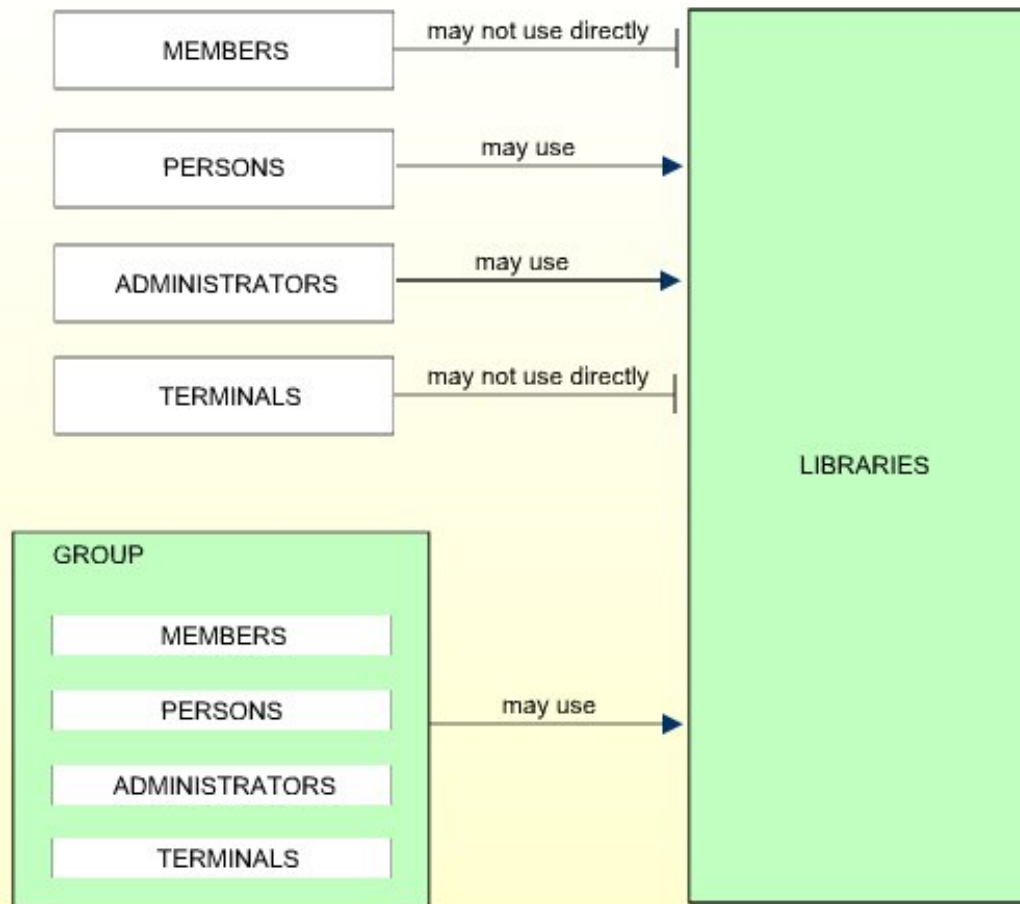 MEMBERS
may not use directly
PERSONS
may use
ADMINISTRATORS
may use
TERMINALS
may not use directly
LIBRARIES
GROUP
MEMBERS
PERSONS
may use
ADMINISTRATORS
TERMINALS